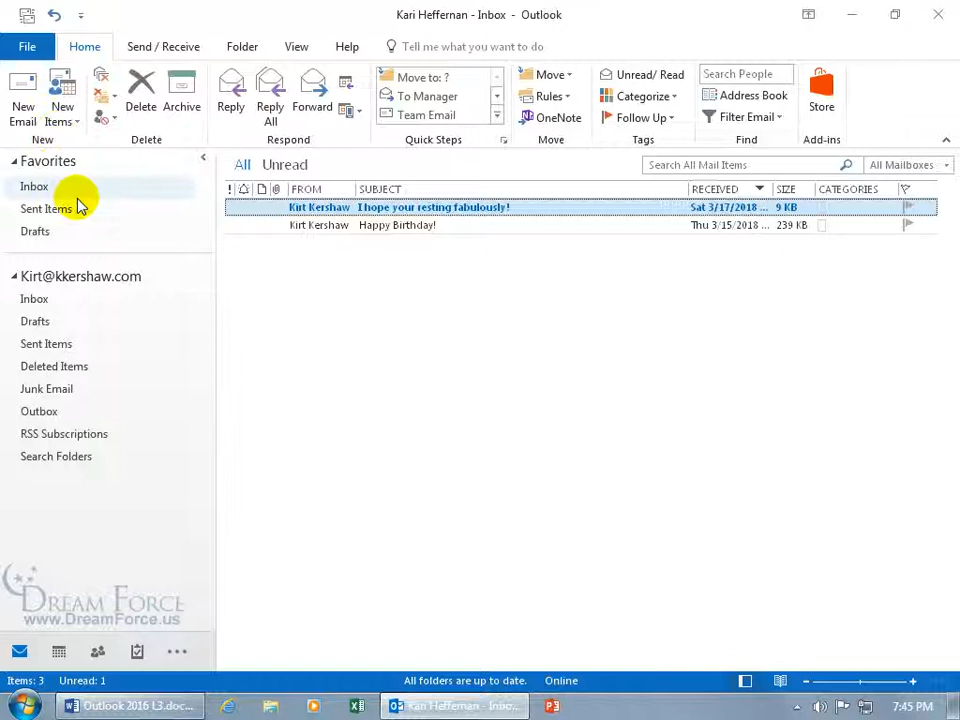 Kari Heffernan - Inbox - Outlook
File Home Send / Receive Folder View Help Tell me what you want to do
New Email
New Items
Delete
Archive
Reply
Reply All
Forward
Move to: ?
To Manager
Team Email
Move
Rules
OneNote
Unread/ Read
Categorize
Follow Up
Search People
Address Book
Filter Email
Store
New Delete Respond Quick Steps Move Tags Find Add-ins
Favorites
Inbox
Sent Items
Drafts
Kirt@kkershaw.com
Inbox
Drafts
Sent Items
Deleted Items
Junk Email
Outbox
RSS Subscriptions
Search Folders
DREAM FORCE
www.DreamForce.us
All Unread
Search All Mail Items
All Mailboxes
! FROM SUBJECT RECEIVED SIZE CATEGORIES
Kirt Kershaw I hope your resting fabulously! Sat 3/17/2018 ... 9 KB
Kirt Kershaw Happy Birthday! Thu 3/15/2018 ... 239 KB
Items: 3 Unread: 1 All folders are up to date. Online
Outlook 2016 L3.doc... Kari Heffernan - Inbo... 7:45 PM